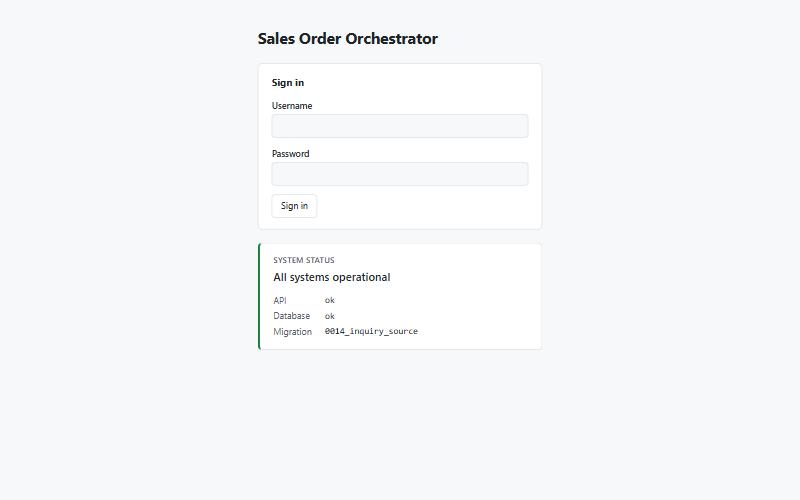 Sales Order Orchestrator
Sign in
Username
Password
Sign in
SYSTEM STATUS
All systems operational
API ok
Database ok
Migration 0014_inquiry_source